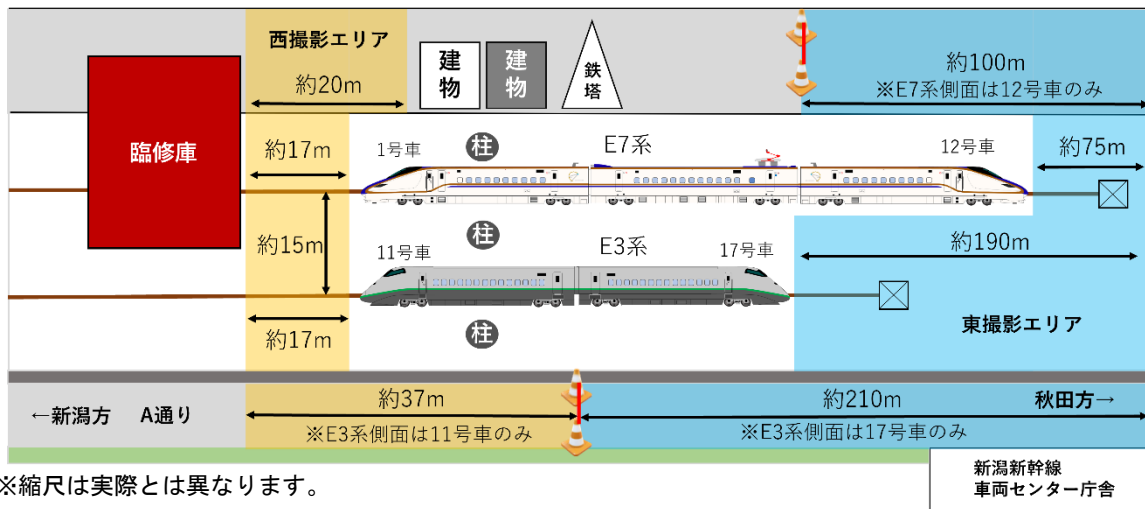 西撮影エリア
約20m
建物
建物
鉄塔
約100m
※E7系側面は12号車のみ
臨修庫
約17m
1号車
柱
E7系
12号車
約75m
約15m
柱
11号車
E3系
17号車
約190m
約17m
柱
東撮影エリア
←新潟方 A通り
約37m
※E3系側面は11号車のみ
約210m
※E3系側面は17号車のみ
秋田方→
※縮尺は実際とは異なります。
新潟新幹線
車両センター庁舎